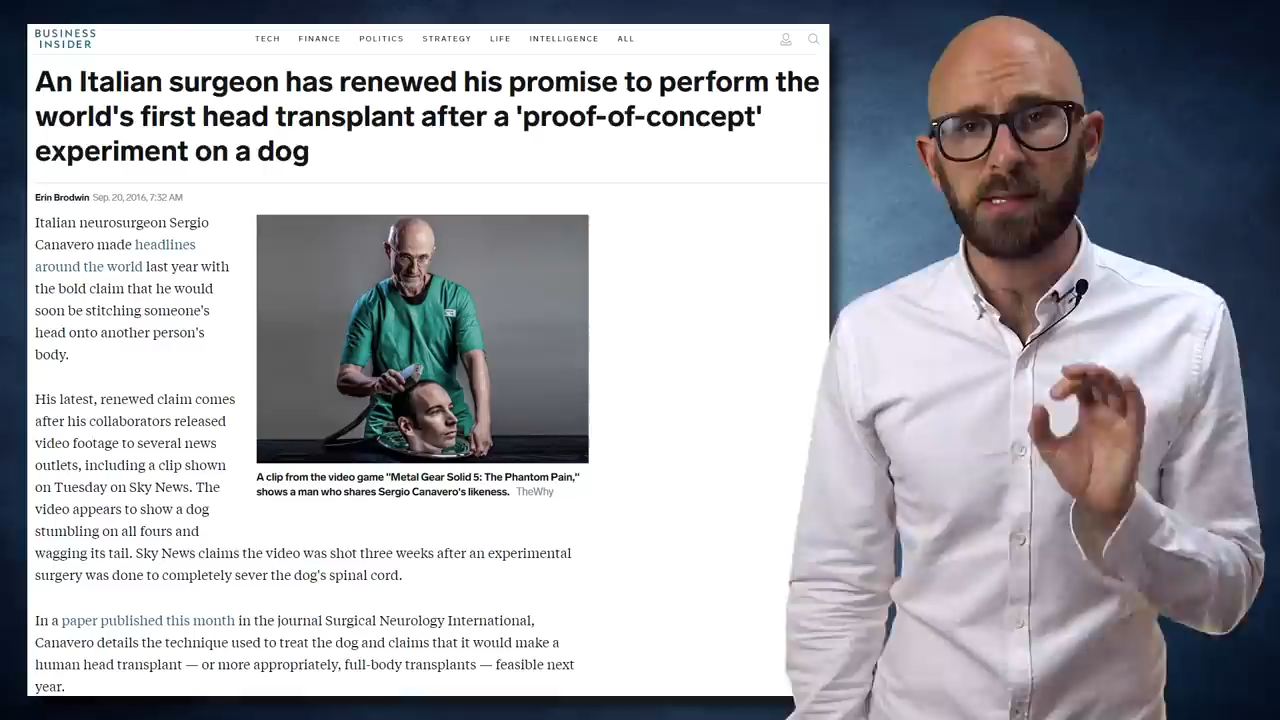 BUSINESS
INSIDER
TECH FINANCE POLITICS STRATEGY LIFE INTELLIGENCE ALL
An Italian surgeon has renewed his promise to perform the
world's first head transplant after a 'proof-of-concept'
experiment on a dog
Erin Brodwin Sep. 20, 2016, 7:32 AM
Italian neurosurgeon Sergio
Canavero made headlines
around the world last year with
the bold claim that he would
soon be stitching someone's
head onto another person's
body.
His latest, renewed claim comes
after his collaborators released
video footage to several news
outlets, including a clip shown
on Tuesday on Sky News. The
video appears to show a dog
stumbling on all fours and
wagging its tail. Sky News claims the video was shot three weeks after an experimental
surgery was done to completely sever the dog's spinal cord.
A clip from the video game "Metal Gear Solid 5: The Phantom Pain,"
shows a man who shares Sergio Canavero's likeness. TheWhy
In a paper published this month in the journal Surgical Neurology International,
Canavero details the technique used to treat the dog and claims that it would make a
human head transplant — or more appropriately, full-body transplants — feasible next
year.